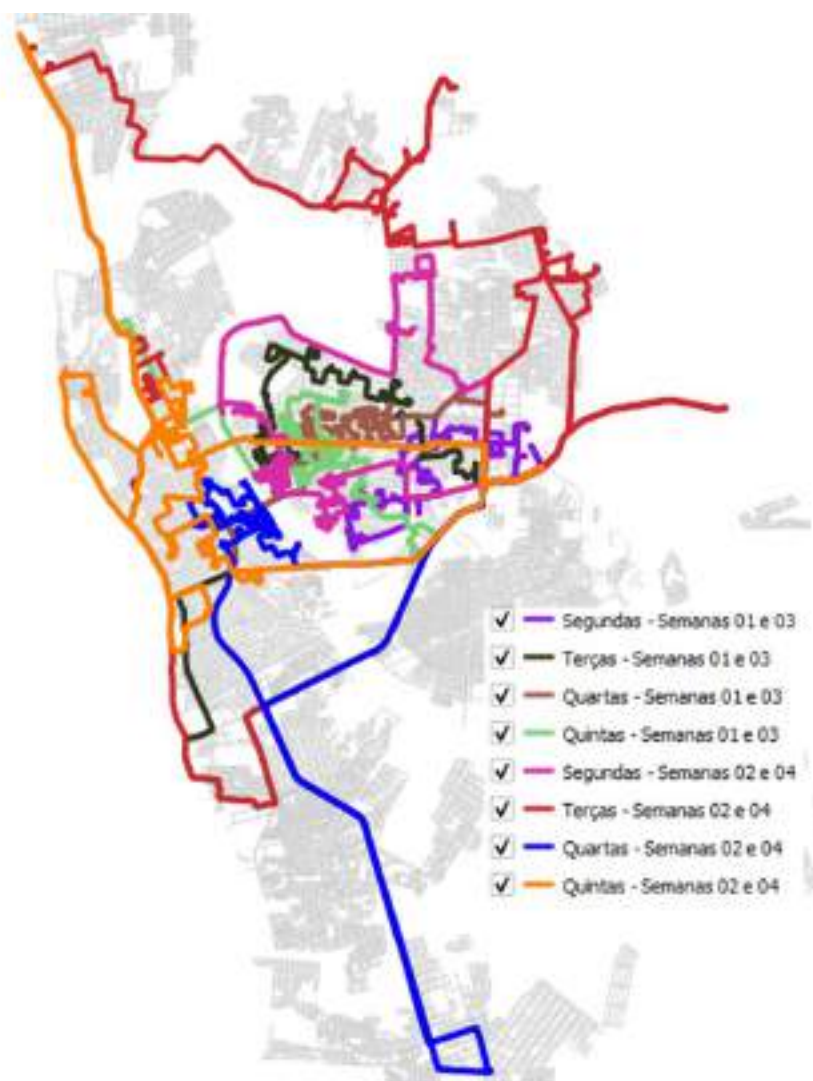 Segundas - Semanas 01 e 03
Terças - Semanas 01 e 03
Quartas - Semanas 01 e 03
Quintas - Semanas 01 e 03
Segundas - Semanas 02 e 04
Terças - Semanas 02 e 04
Quartas - Semanas 02 e 04
Quintas - Semanas 02 e 04